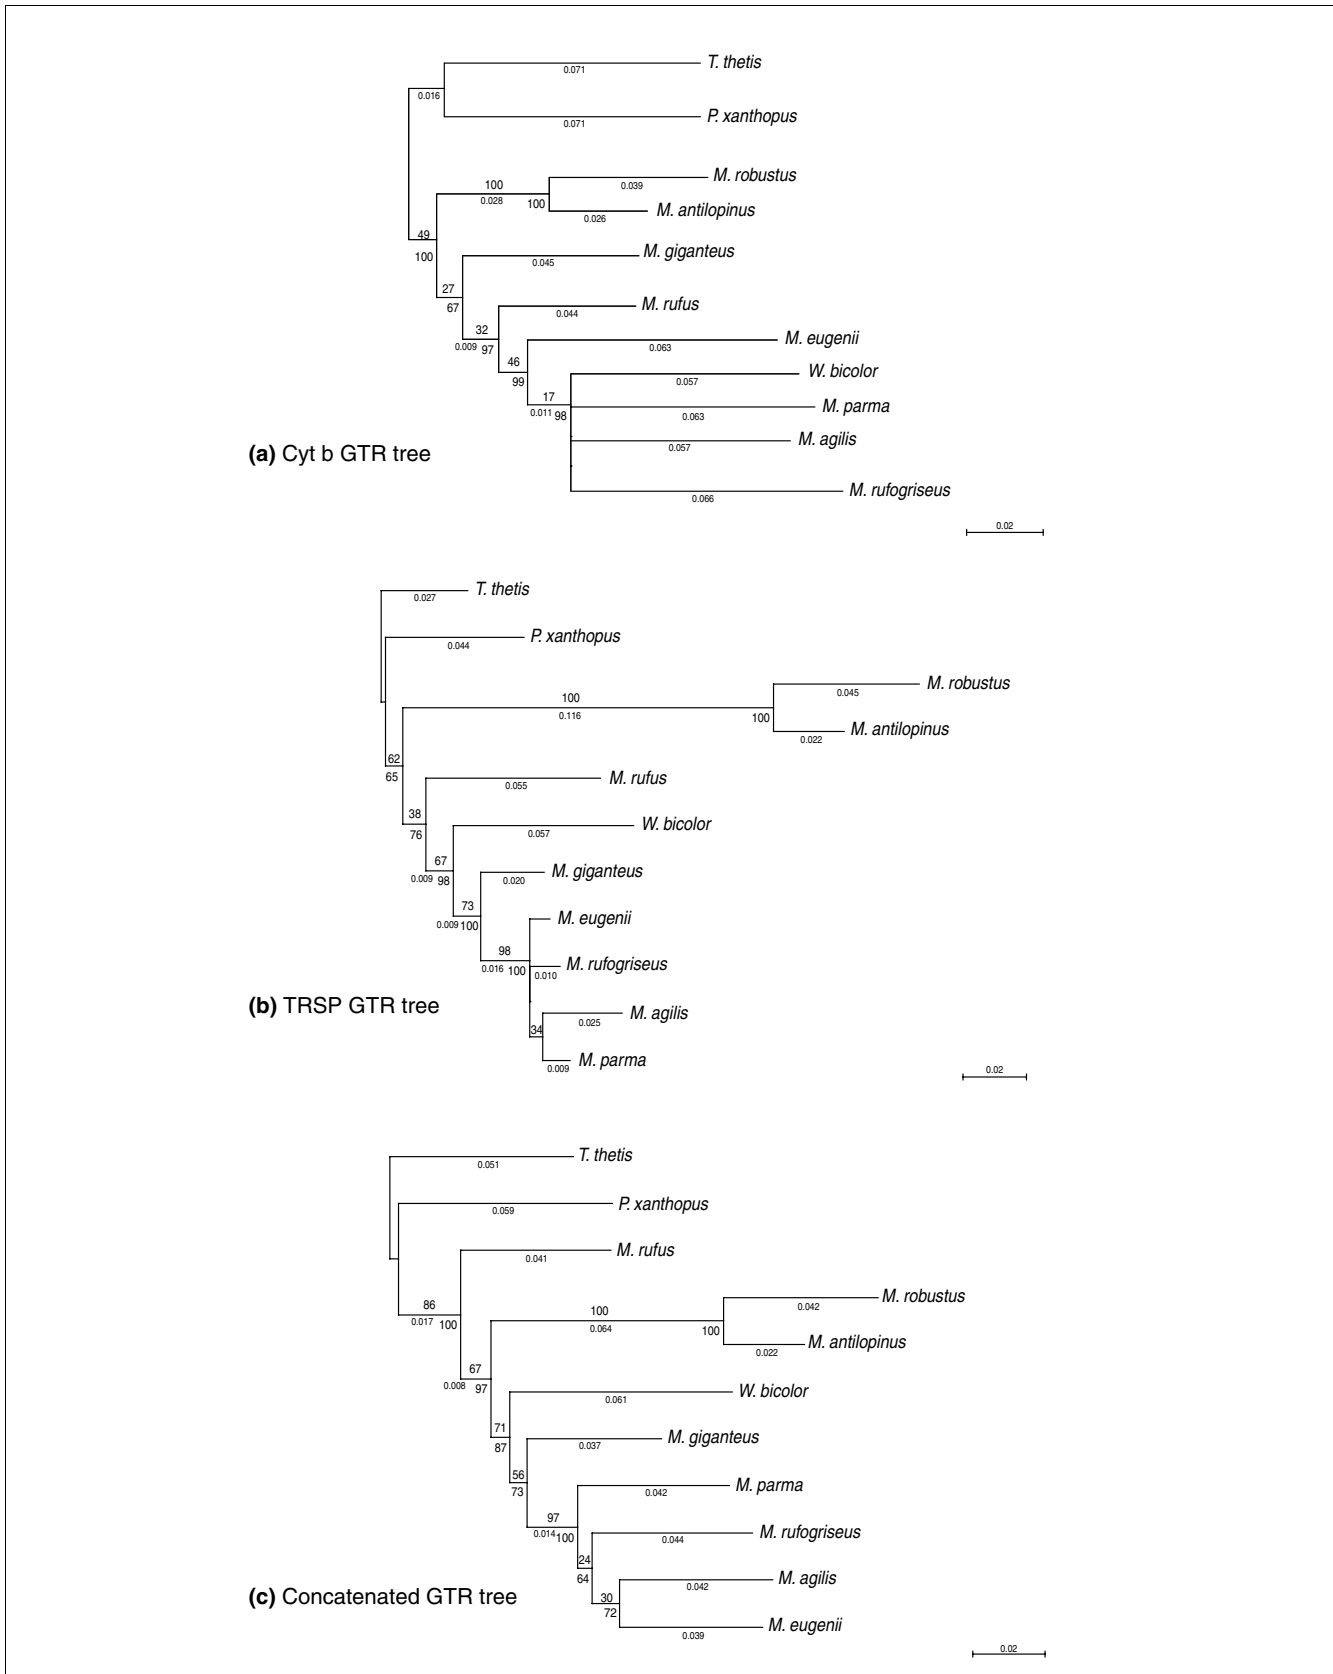 T. thetis
0.071
0.016
P. xanthopus
0.071
M. robustus
100
0.039
0.028
100
M. antilopinus
0.026
49
M. giganteus
100
0.045
27
M. rufus
67
0.044
32
M. eugenii
0.009
97
0.063
46
W. bicolor
99
0.057
17
M. parma
0.011
98
0.063
M. agilis
0.057
(a) Cyt b GTR tree
M. rufogriseus
0.066
0.02
T. thetis
0.027
P. xanthopus
0.044
M. robustus
100
0.045
0.116
100
M. antilopinus
0.022
62
65
M. rufus
0.055
38
W. bicolor
76
0.057
67
M. giganteus
0.009
98
0.020
73
M. eugenii
0.009
100
98
M. rufogriseus
0.016
100
0.010
(b) TRSP GTR tree
M. agilis
0.025
34
M. parma
0.009
0.02
T. thetis
0.051
P. xanthopus
0.059
M. rufus
0.041
M. robustus
86
100
0.042
0.017
100
0.064
100
M. antilopinus
0.022
67
0.008
97
W. bicolor
0.061
71
M. giganteus
87
0.037
56
M. parma
73
0.042
97
M. rufogriseus
0.014
100
0.044
24
M. agilis
64
0.042
(c) Concatenated GTR tree
30
72
M. eugenii
0.039
0.02